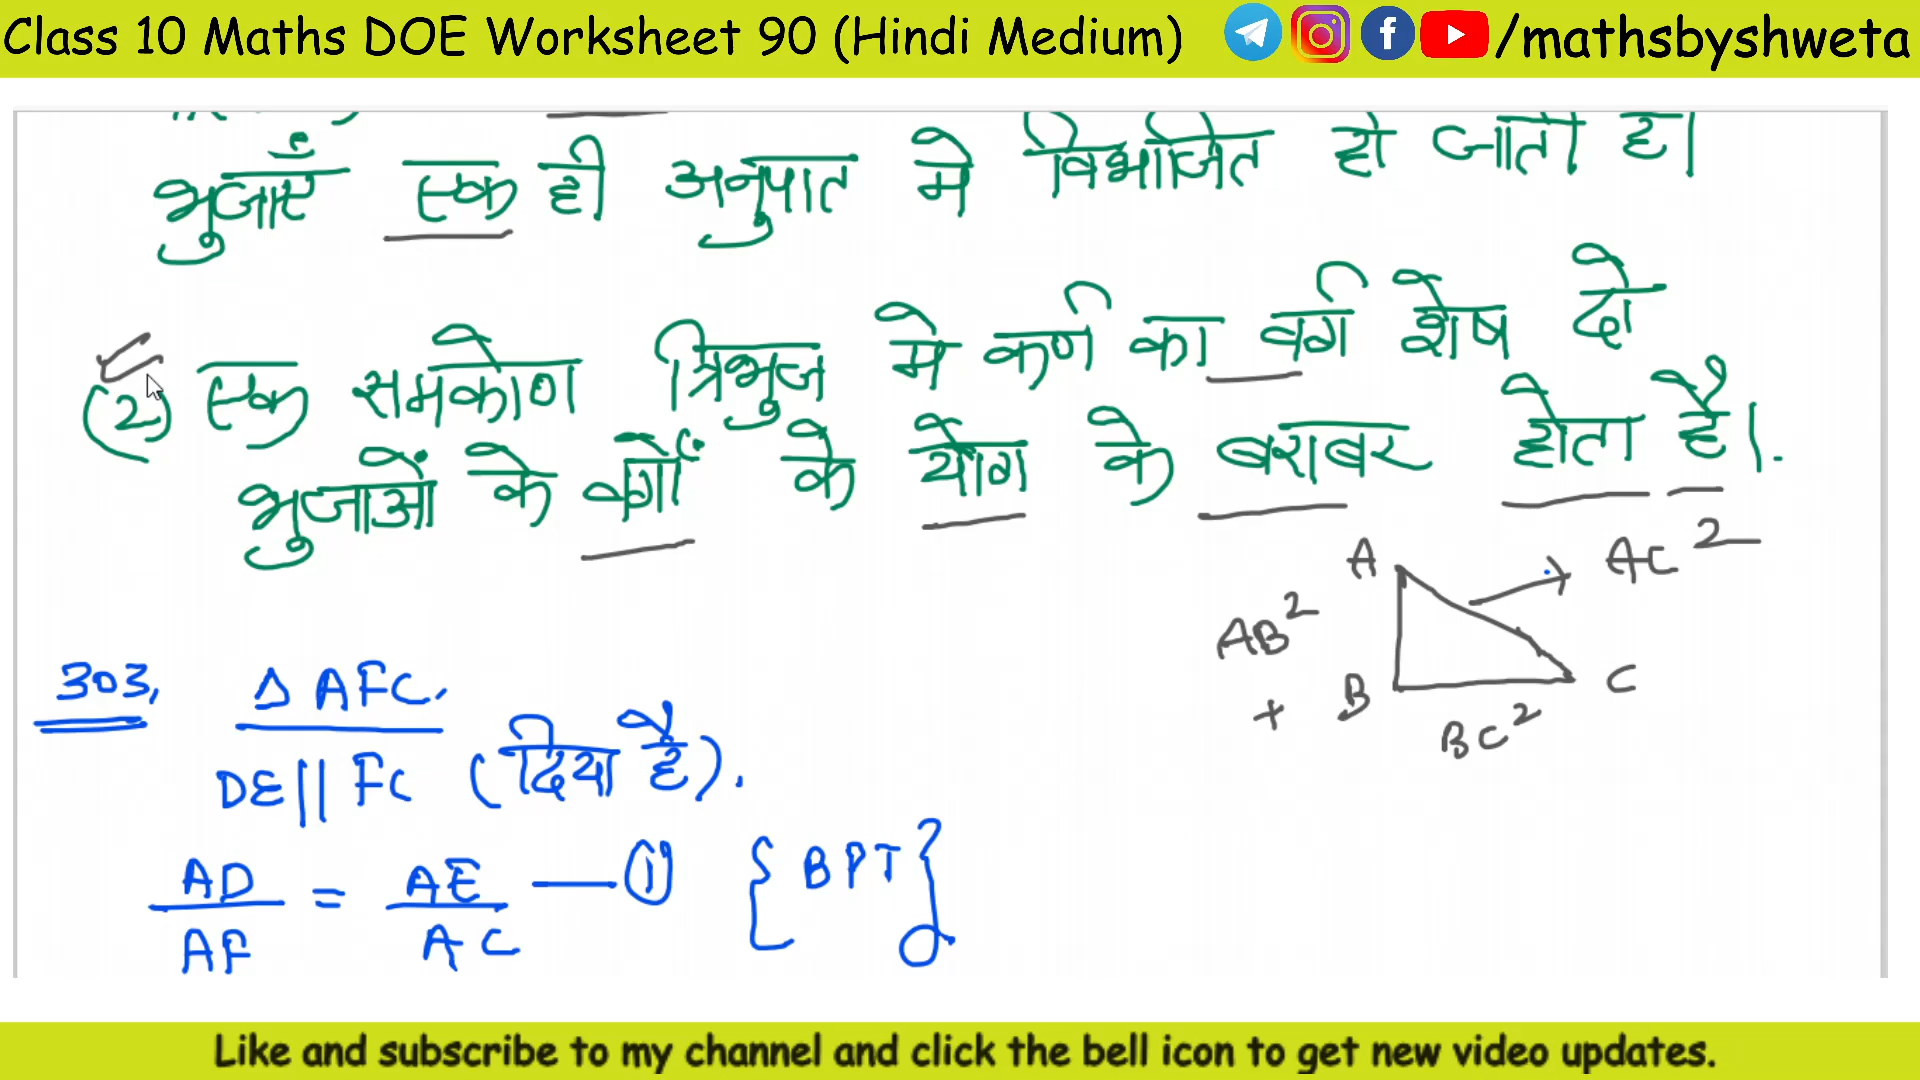 Class 10 Maths DOE Worksheet 90 (Hindi Medium) /mathsbyshweta
भुजाएँ एक ही अनुपात मे विभाजित हो जाती है।
(2) एक समकोण त्रिभुज मे कर्ण का वर्ग शेष दो
भुजाओं के वर्गों के योग के बराबर होता है।
A AC²
AB²
+ B C
BC²
303, Δ AFC.
DE || FC (दिया है).
AD/AF = AE/AC — ① {BPT}
Like and subscribe to my channel and click the bell icon to get new video updates.